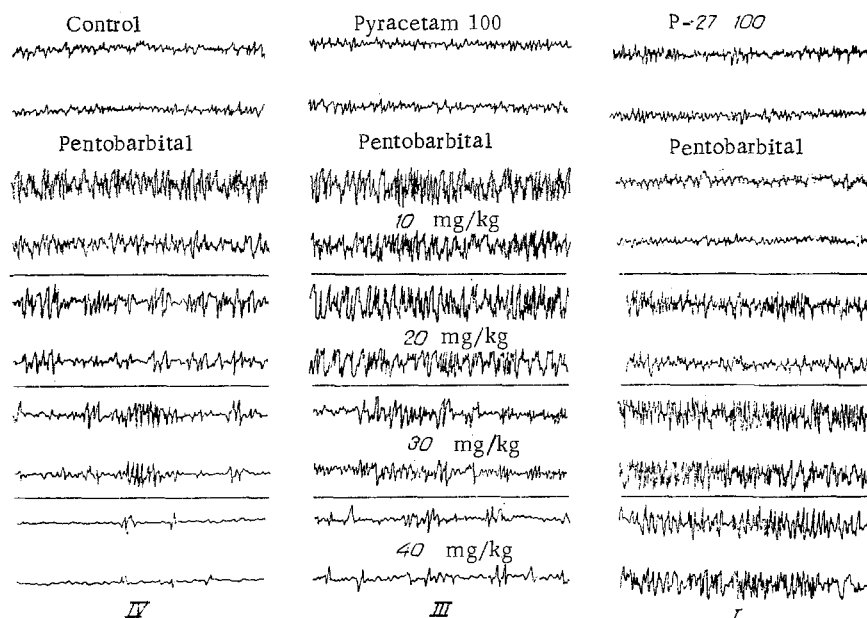 Control Pyracetam 100 P-27 100
Pentobarbital Pentobarbital Pentobarbital
10 mg/kg
20 mg/kg
30 mg/kg
40 mg/kg
IV III I